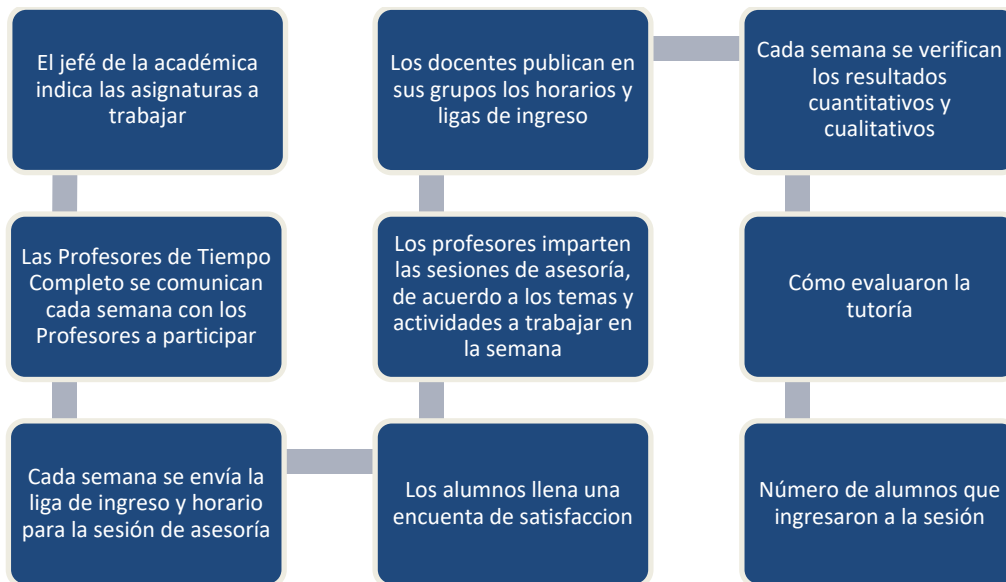 El jefé de la académica
indica las asignaturas a
trabajar
Las Profesores de Tiempo
Completo se comunican
cada semana con los
Profesores a participar
Cada semana se envía la
liga de ingreso y horario
para la sesión de asesoría
Los alumnos llena una
encuenta de satisfaccion
Los profesores imparten
las sesiones de asesoría,
de acuerdo a los temas y
actividades a trabajar en
la semana
Los docentes publican en
sus grupos los horarios y
ligas de ingreso
Cada semana se verifican
los resultados
cuantitativos y
cualitativos
Cómo evaluaron la
tutoría
Número de alumnos que
ingresaron a la sesión